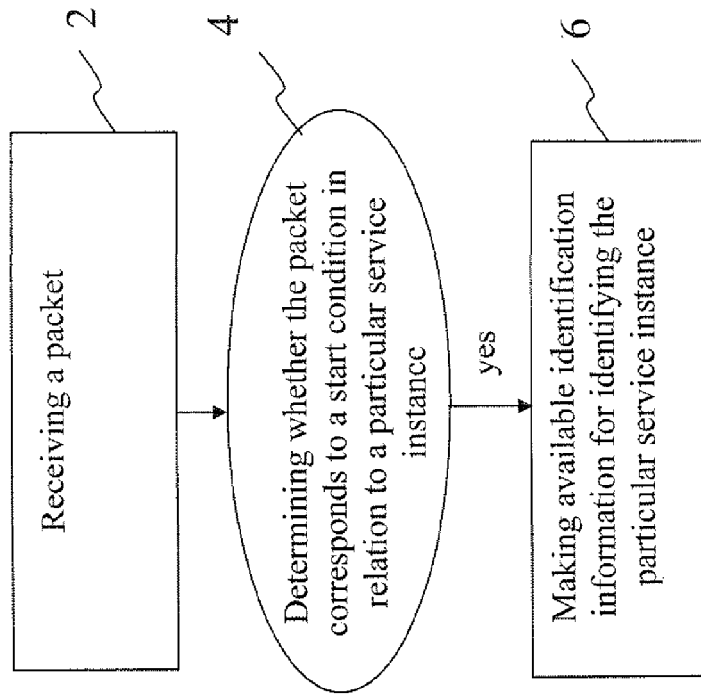 Receiving a packet
2
Determining whether the packet
corresponds to a start condition in
relation to a particular service
instance
4
yes
Making available identification
information for identifying the
particular service instance
6